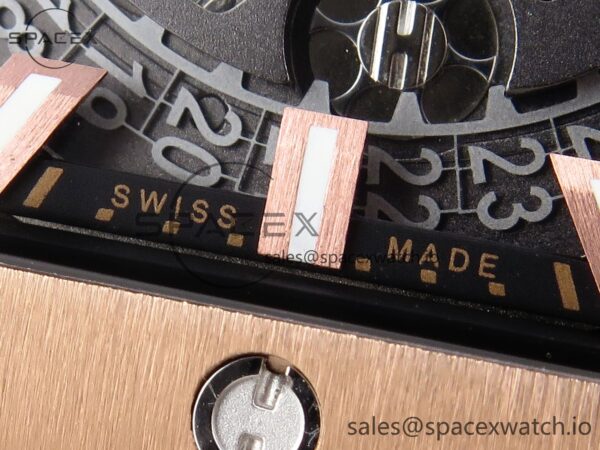 SPACEX
20
21
22
23
SWISS MADE
SPACEX
sales@spacexwatch.io
sales@spacexwatch.io